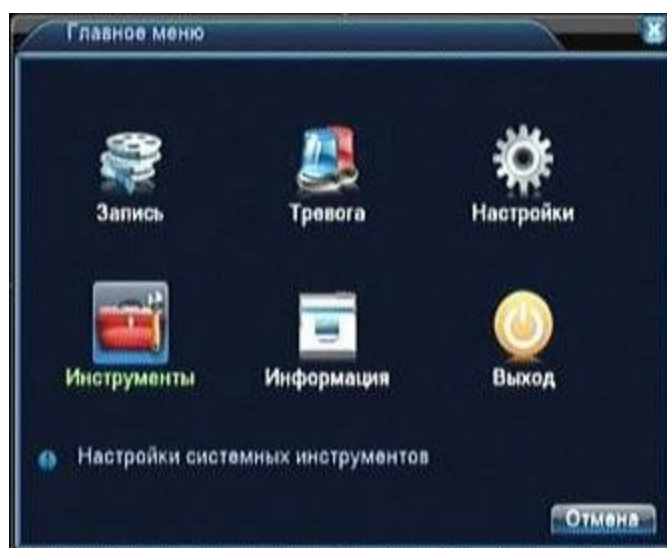 Главное меню
Запись
Тревога
Настройки
Инструменты
Информация
Выход
Настройки системных инструментов
Отмена